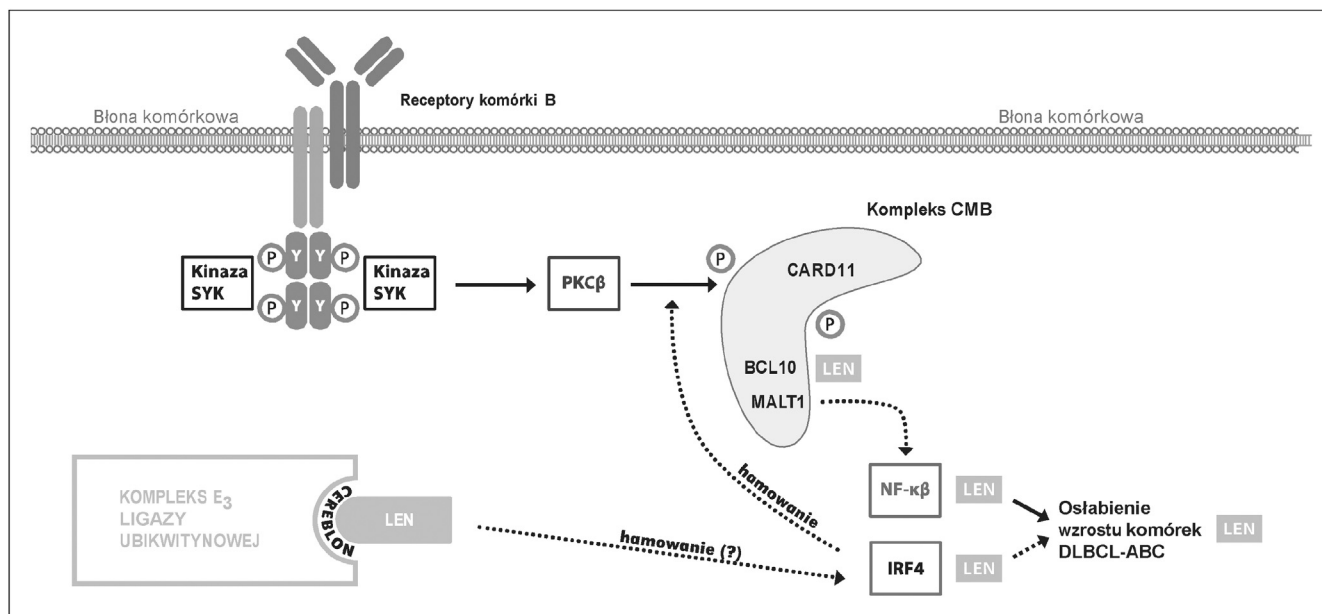 Receptory komórki B
Błona komórkowa
Błona komórkowa
Kompleks CMB
Kinaza
SYK
P
Y
Y
P
P
Y
Y
P
Kinaza
SYK
PKCβ
P
CARD11
P
BCL10
LEN
MALT1
KOMPLEKS E3
LIGAZY
UBIKWITYNOWEJ
CEREBLON
LEN
hamowanie (?)
hamowanie
NF-κβ
LEN
IRF4
LEN
Osłabienie
wzrostu komórek
DLBCL-ABC
LEN